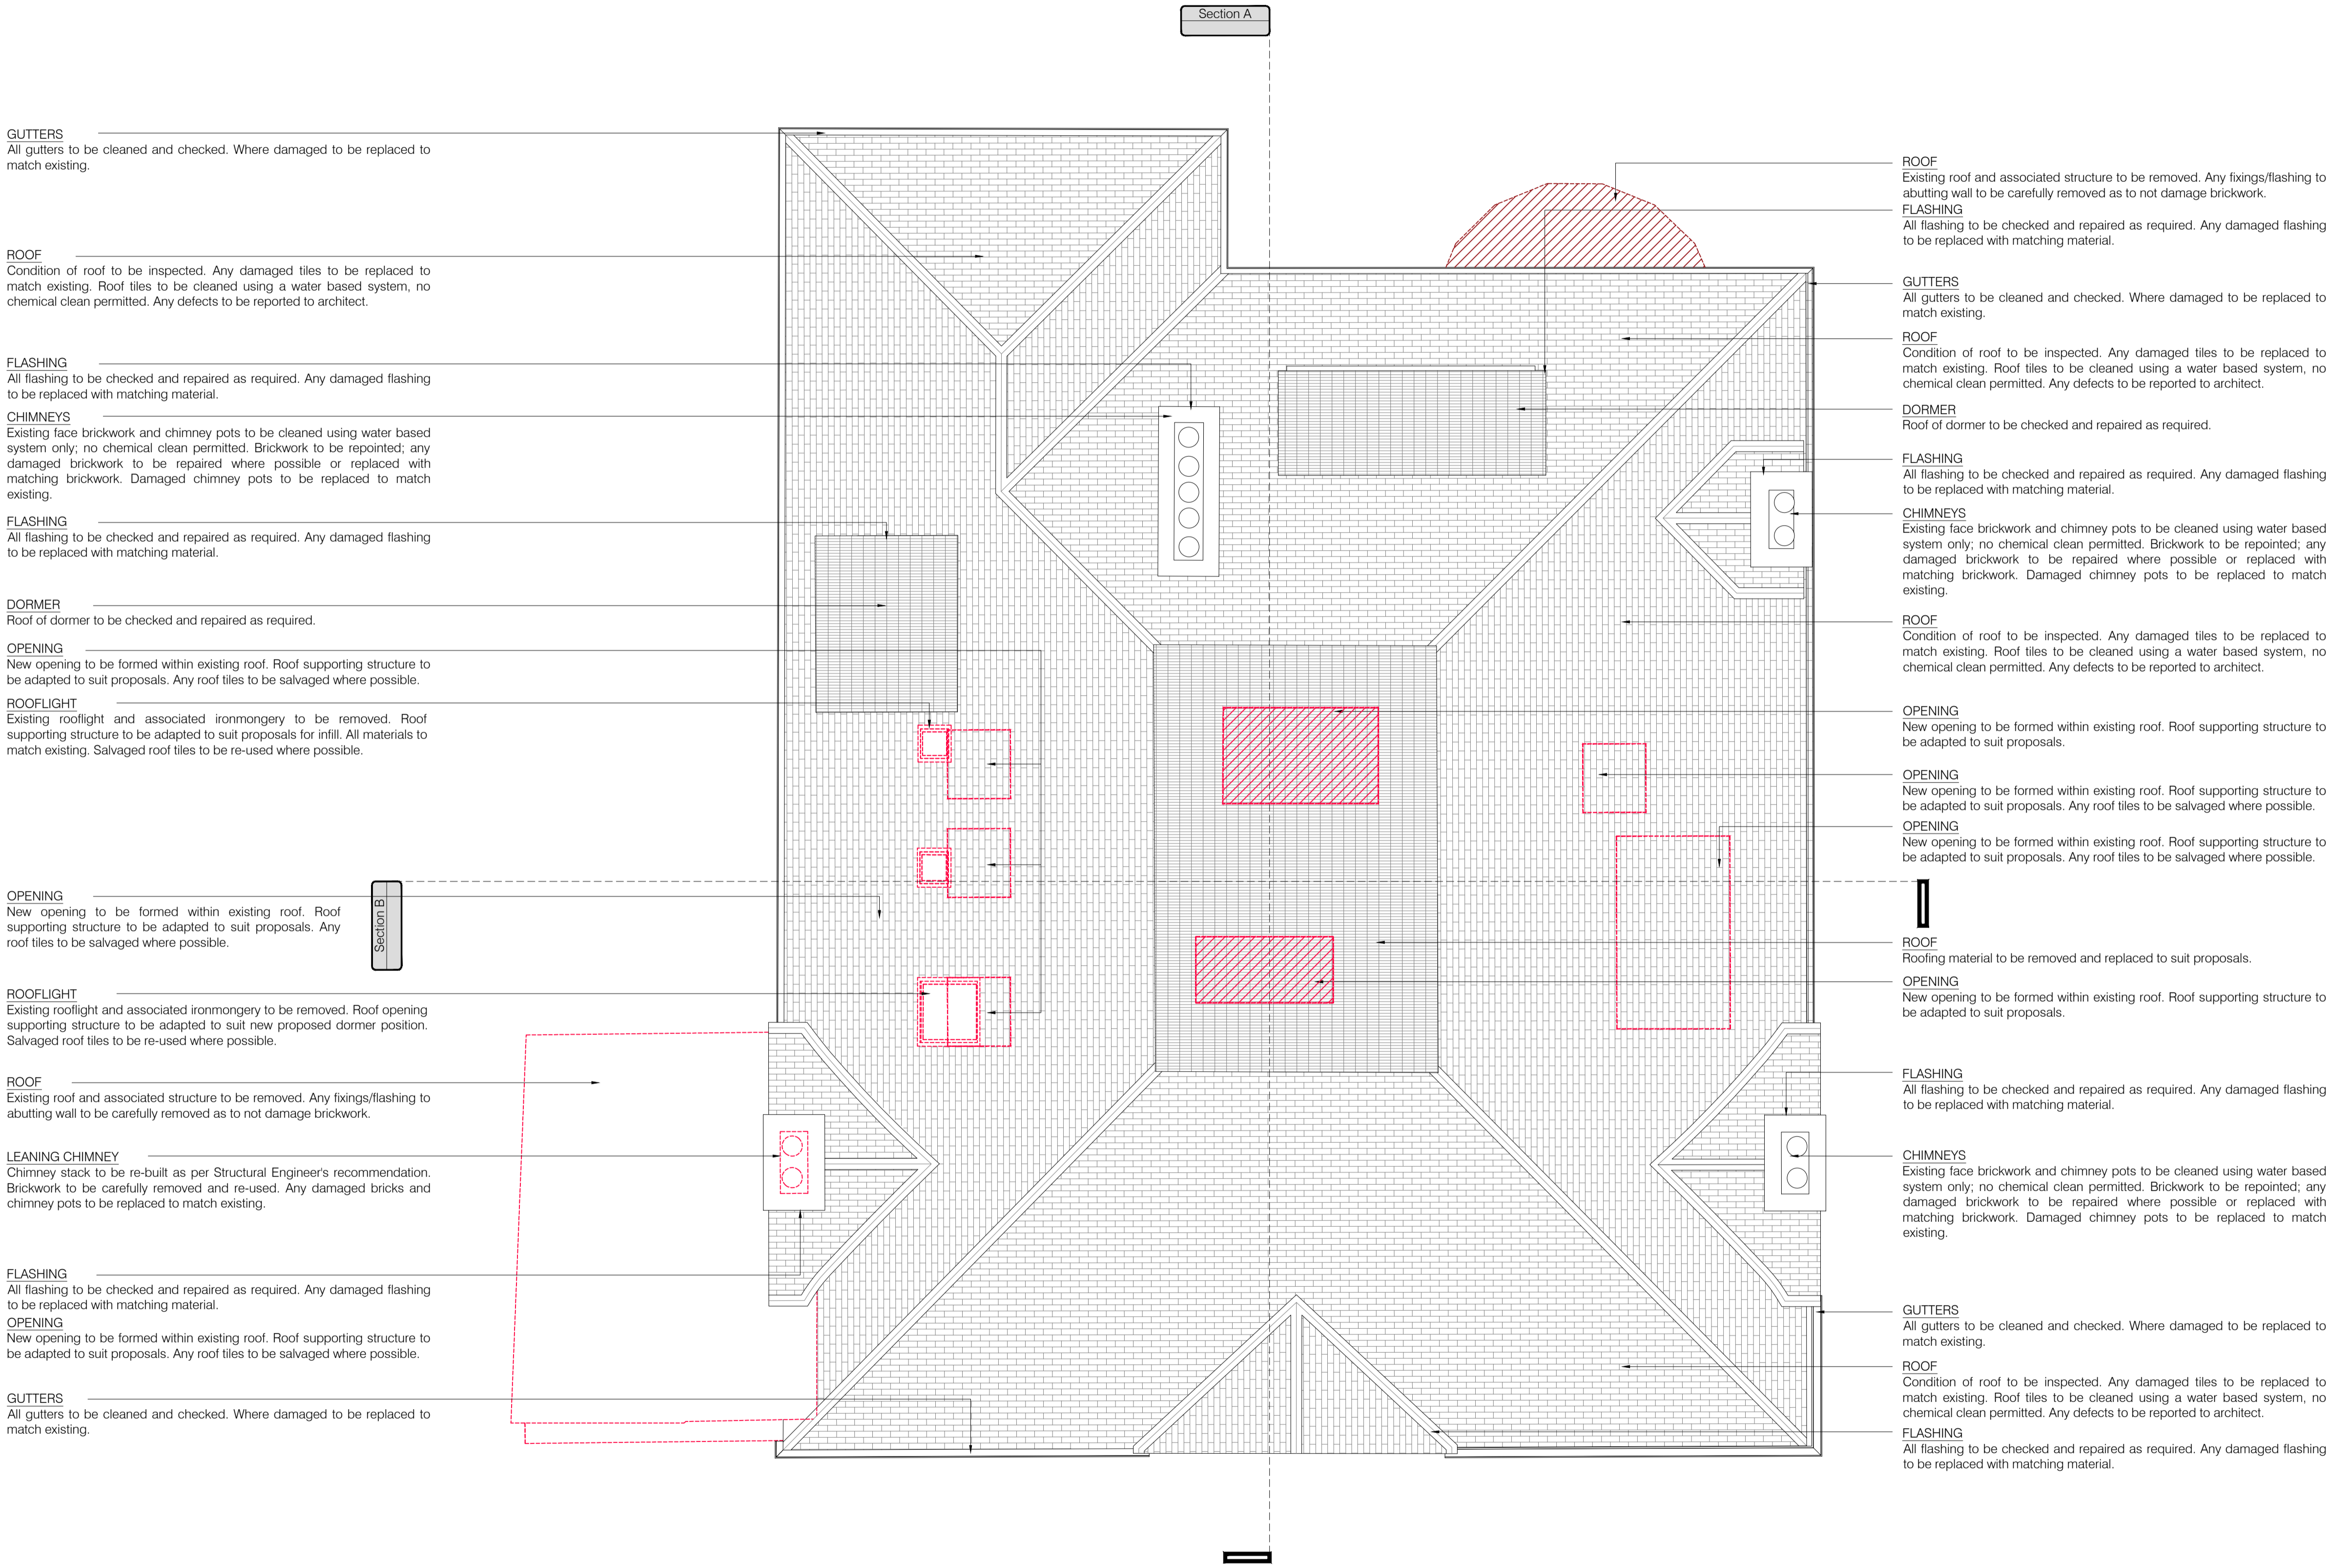 Section A
GUTTERS
All gutters to be cleaned and checked. Where damaged to be replaced to
match existing.
ROOF
Condition of roof to be inspected. Any damaged tiles to be replaced to
match existing. Roof tiles to be cleaned using a water based system, no
chemical clean permitted. Any defects to be reported to architect.
FLASHING
All flashing to be checked and repaired as required. Any damaged flashing
to be replaced with matching material.
CHIMNEYS
Existing face brickwork and chimney pots to be cleaned using water based
system only; no chemical clean permitted. Brickwork to be repointed; any
damaged brickwork to be repaired where possible or replaced with
matching brickwork. Damaged chimney pots to be replaced to match
existing.
FLASHING
All flashing to be checked and repaired as required. Any damaged flashing
to be replaced with matching material.
DORMER
Roof of dormer to be checked and repaired as required.
OPENING
New opening to be formed within existing roof. Roof supporting structure to
be adapted to suit proposals. Any roof tiles to be salvaged where possible.
ROOFLIGHT
Existing rooflight and associated ironmongery to be removed. Roof
supporting structure to be adapted to suit proposals for infill. All materials to
match existing. Salvaged roof tiles to be re-used where possible.
OPENING
New opening to be formed within existing roof. Roof
supporting structure to be adapted to suit proposals. Any
roof tiles to be salvaged where possible.
Section B
ROOFLIGHT
Existing rooflight and associated ironmongery to be removed. Roof opening
supporting structure to be adapted to suit new proposed dormer position.
Salvaged roof tiles to be re-used where possible.
ROOF
Existing roof and associated structure to be removed. Any fixings/flashing to
abutting wall to be carefully removed as to not damage brickwork.
LEANING CHIMNEY
Chimney stack to be re-built as per Structural Engineer's recommendation.
Brickwork to be carefully removed and re-used. Any damaged bricks and
chimney pots to be replaced to match existing.
FLASHING
All flashing to be checked and repaired as required. Any damaged flashing
to be replaced with matching material.
OPENING
New opening to be formed within existing roof. Roof supporting structure to
be adapted to suit proposals. Any roof tiles to be salvaged where possible.
GUTTERS
All gutters to be cleaned and checked. Where damaged to be replaced to
match existing.
ROOF
Existing roof and associated structure to be removed. Any fixings/flashing to
abutting wall to be carefully removed as to not damage brickwork.
FLASHING
All flashing to be checked and repaired as required. Any damaged flashing
to be replaced with matching material.
GUTTERS
All gutters to be cleaned and checked. Where damaged to be replaced to
match existing.
ROOF
Condition of roof to be inspected. Any damaged tiles to be replaced to
match existing. Roof tiles to be cleaned using a water based system, no
chemical clean permitted. Any defects to be reported to architect.
DORMER
Roof of dormer to be checked and repaired as required.
FLASHING
All flashing to be checked and repaired as required. Any damaged flashing
to be replaced with matching material.
CHIMNEYS
Existing face brickwork and chimney pots to be cleaned using water based
system only; no chemical clean permitted. Brickwork to be repointed; any
damaged brickwork to be repaired where possible or replaced with
matching brickwork. Damaged chimney pots to be replaced to match
existing.
ROOF
Condition of roof to be inspected. Any damaged tiles to be replaced to
match existing. Roof tiles to be cleaned using a water based system, no
chemical clean permitted. Any defects to be reported to architect.
OPENING
New opening to be formed within existing roof. Roof supporting structure to
be adapted to suit proposals.
OPENING
New opening to be formed within existing roof. Roof supporting structure to
be adapted to suit proposals. Any roof tiles to be salvaged where possible.
OPENING
New opening to be formed within existing roof. Roof supporting structure to
be adapted to suit proposals. Any roof tiles to be salvaged where possible.
ROOF
Roofing material to be removed and replaced to suit proposals.
OPENING
New opening to be formed within existing roof. Roof supporting structure to
be adapted to suit proposals.
FLASHING
All flashing to be checked and repaired as required. Any damaged flashing
to be replaced with matching material.
CHIMNEYS
Existing face brickwork and chimney pots to be cleaned using water based
system only; no chemical clean permitted. Brickwork to be repointed; any
damaged brickwork to be repaired where possible or replaced with
matching brickwork. Damaged chimney pots to be replaced to match
existing.
GUTTERS
All gutters to be cleaned and checked. Where damaged to be replaced to
match existing.
ROOF
Condition of roof to be inspected. Any damaged tiles to be replaced to
match existing. Roof tiles to be cleaned using a water based system, no
chemical clean permitted. Any defects to be reported to architect.
FLASHING
All flashing to be checked and repaired as required. Any damaged flashing
to be replaced with matching material.